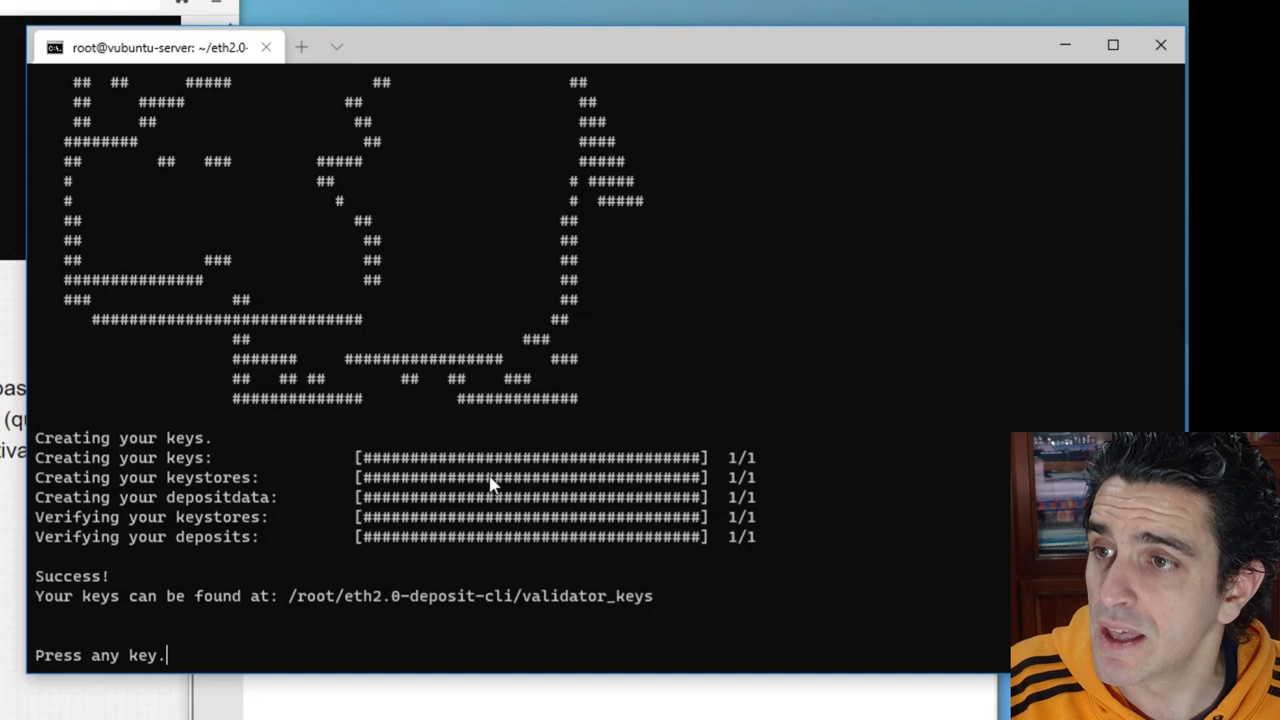 root@vubuntu-server: ~/eth2.0-
## ## ##### ## ##
## ##### ## ##
## ## ## ###
######## ## ####
## ## ### ##### #####
# ## # #####
# # # #####
## ## ##
## ## ##
## ### ## ##
############### ## ##
### ## ##
############################# ##
## ###
####### ################# ###
## ## ## ## ## ###
############## #############
Creating your keys.
Creating your keys: [####################################] 1/1
Creating your keystores: [####################################] 1/1
Creating your depositdata: [####################################] 1/1
Verifying your keystores: [####################################] 1/1
Verifying your deposits: [####################################] 1/1
Success!
Your keys can be found at: /root/eth2.0-deposit-cli/validator_keys
Press any key.